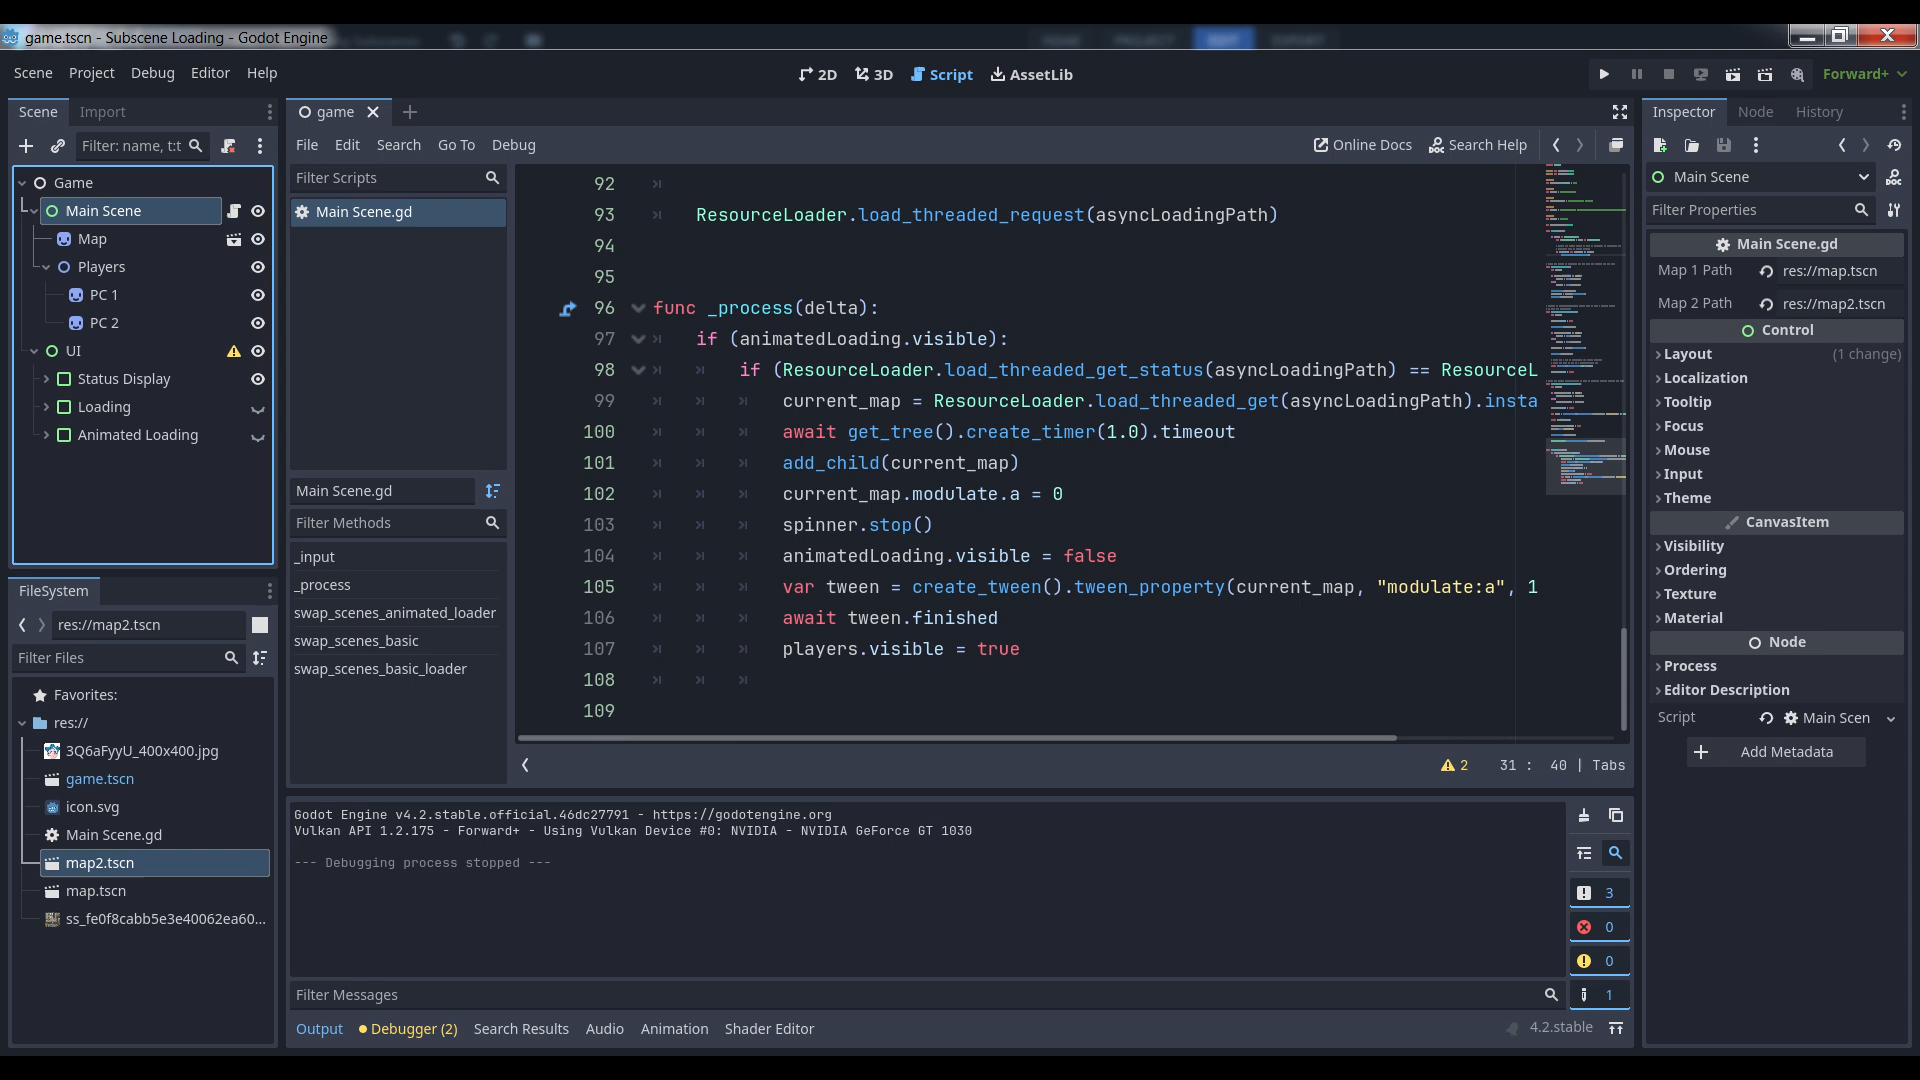 game.tscn - Subscene Loading - Godot Engine
Scene Project Debug Editor Help
2D 3D Script AssetLib
Forward+
Scene Import
Filter: name, t:t
Game
Main Scene
Map
Players
PC 1
PC 2
UI
Status Display
Loading
Animated Loading
FileSystem
res://map2.tscn
Filter Files
Favorites:
res://
3Q6aFyyU_400x400.jpg
game.tscn
icon.svg
Main Scene.gd
map2.tscn
map.tscn
ss_fe0f8cabb5e3e40062ea60...
game
File Edit Search Go To Debug
Online Docs Search Help
Filter Scripts
Main Scene.gd
Main Scene.gd
Filter Methods
_input
_process
swap_scenes_animated_loader
swap_scenes_basic
swap_scenes_basic_loader
92
93 ResourceLoader.load_threaded_request(asyncLoadingPath)
94
95
96 func _process(delta):
97 if (animatedLoading.visible):
98 if (ResourceLoader.load_threaded_get_status(asyncLoadingPath) == ResourceL
99 current_map = ResourceLoader.load_threaded_get(asyncLoadingPath).insta
100 await get_tree().create_timer(1.0).timeout
101 add_child(current_map)
102 current_map.modulate.a = 0
103 spinner.stop()
104 animatedLoading.visible = false
105 var tween = create_tween().tween_property(current_map, "modulate:a", 1
106 await tween.finished
107 players.visible = true
108
109
2 31 : 40 | Tabs
Godot Engine v4.2.stable.official.46dc27791 - https://godotengine.org
Vulkan API 1.2.175 - Forward+ - Using Vulkan Device #0: NVIDIA - NVIDIA GeForce GT 1030
--- Debugging process stopped ---
3
0
0
1
Filter Messages
Output Debugger (2) Search Results Audio Animation Shader Editor
4.2.stable
Inspector Node History
Main Scene
Filter Properties
Main Scene.gd
Map 1 Path res://map.tscn
Map 2 Path res://map2.tscn
Control
Layout (1 change)
Localization
Tooltip
Focus
Mouse
Input
Theme
CanvasItem
Visibility
Ordering
Texture
Material
Node
Process
Editor Description
Script Main Scen
Add Metadata